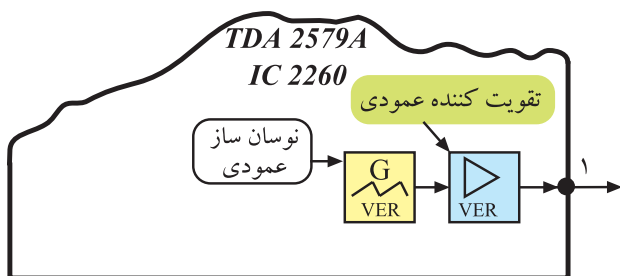 TDA 2579A
IC 2260
تقویت کننده عمودی
نوسان ساز
عمودی
G
VER
VER
۱